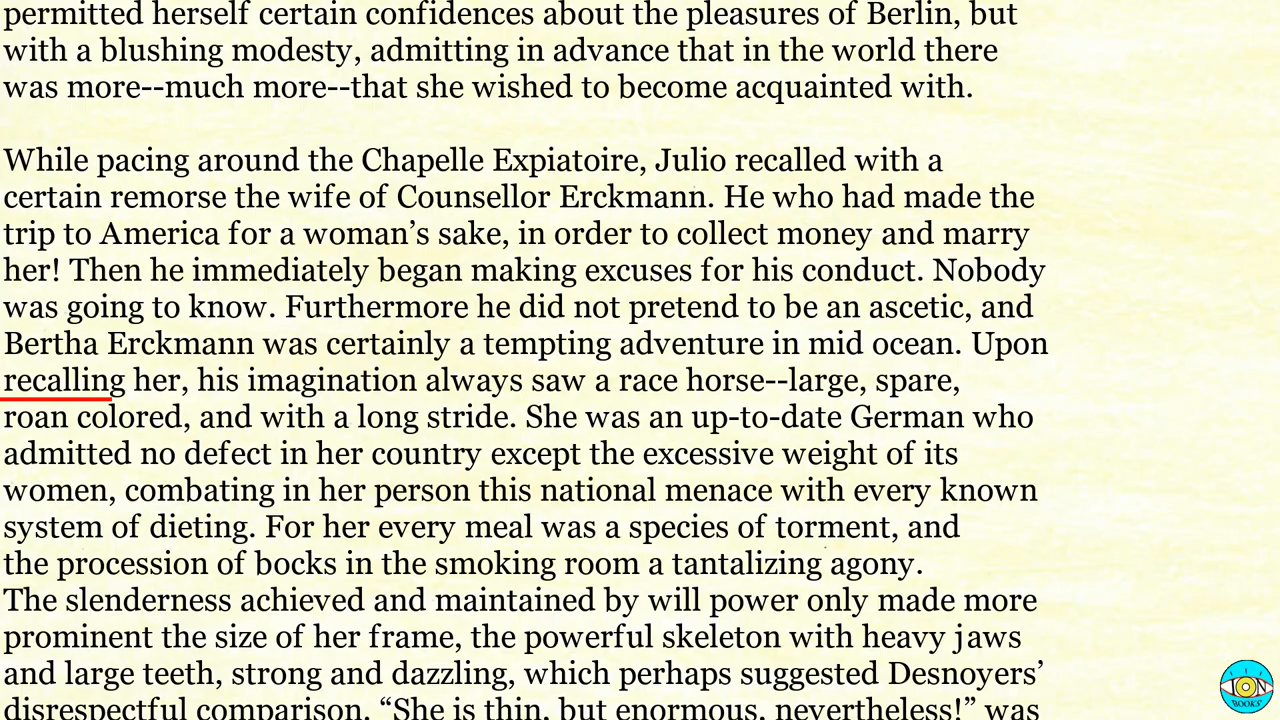 permitted herself certain confidences about the pleasures of Berlin, but
with a blushing modesty, admitting in advance that in the world there
was more--much more--that she wished to become acquainted with.
While pacing around the Chapelle Expiatoire, Julio recalled with a
certain remorse the wife of Counsellor Erckmann. He who had made the
trip to America for a woman’s sake, in order to collect money and marry
her! Then he immediately began making excuses for his conduct. Nobody
was going to know. Furthermore he did not pretend to be an ascetic, and
Bertha Erckmann was certainly a tempting adventure in mid ocean. Upon
recalling her, his imagination always saw a race horse--large, spare,
roan colored, and with a long stride. She was an up-to-date German who
admitted no defect in her country except the excessive weight of its
women, combating in her person this national menace with every known
system of dieting. For her every meal was a species of torment, and
the procession of bocks in the smoking room a tantalizing agony.
The slenderness achieved and maintained by will power only made more
prominent the size of her frame, the powerful skeleton with heavy jaws
and large teeth, strong and dazzling, which perhaps suggested Desnoyers’
disrespectful comparison. “She is thin, but enormous, nevertheless!” was
ION
BOOKS